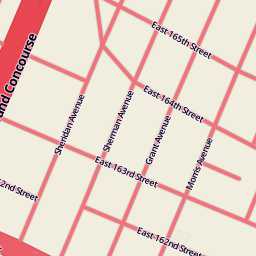 East 165th Street
and Concourse
East 164th Street
Sheridan Avenue
Sherman Avenue
Grant Avenue
Morris Avenue
East 163rd Street
2nd Street
East 162nd Street